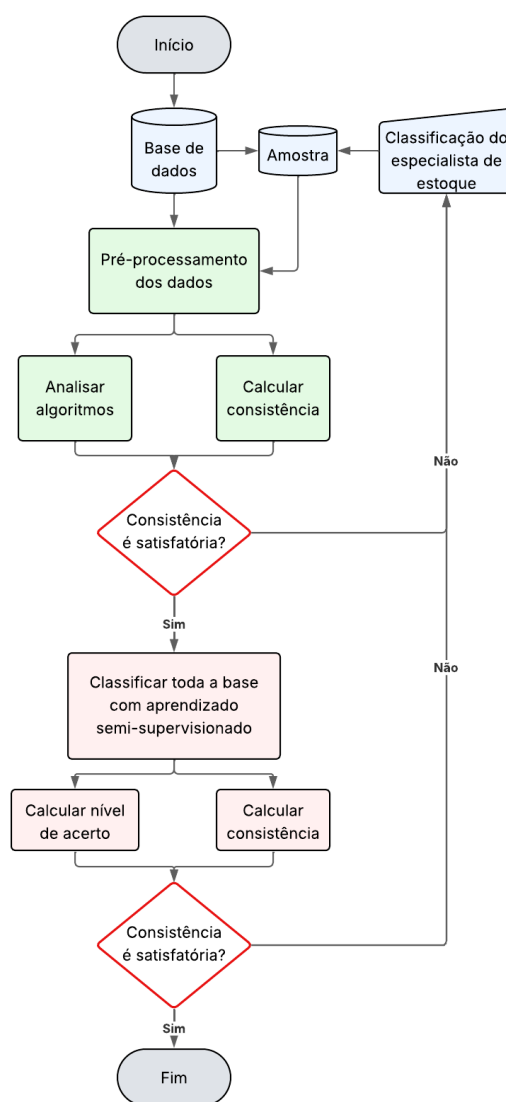 Início
Base de
dados
Amostra
Classificação do
especialista de
estoque
Pré-processamento
dos dados
Analisar
algoritmos
Calcular
consistência
Não
Consistência
é satisfatória?
Sim
Não
Classificar toda a base
com aprendizado
semi-supervisionado
Calcular nível
de acerto
Calcular
consistência
Consistência
é satisfatória?
Sim
Fim